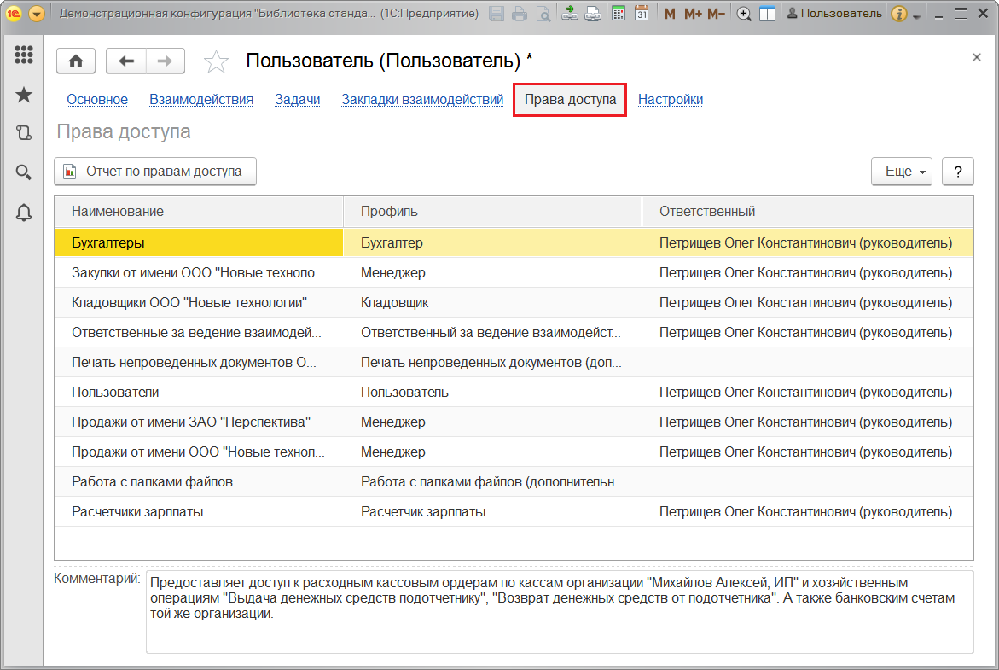 1С Демонстрационная конфигурация "Библиотека станда... (1С:Предприятие) 31 M M+ M- Пользователь i
Пользователь (Пользователь) *
Основное Взаимодействия Задачи Закладки взаимодействий Права доступа Настройки
Права доступа
Отчет по правам доступа Еще ?
Наименование Профиль Ответственный
Бухгалтеры Бухгалтер Петрищев Олег Константинович (руководитель)
Закупки от имени ООО "Новые техноло... Менеджер Петрищев Олег Константинович (руководитель)
Кладовщики ООО "Новые технологии" Кладовщик Петрищев Олег Константинович (руководитель)
Ответственные за ведение взаимодей... Ответственный за ведение взаимодейст... Петрищев Олег Константинович (руководитель)
Печать непроведенных документов О... Печать непроведенных документов (доп...
Пользователи Пользователь Петрищев Олег Константинович (руководитель)
Продажи от имени ЗАО "Перспектива" Менеджер Петрищев Олег Константинович (руководитель)
Продажи от имени ООО "Новые технол... Менеджер Петрищев Олег Константинович (руководитель)
Работа с папками файлов Работа с папками файлов (дополнительн...
Расчетчики зарплаты Расчетчик зарплаты Петрищев Олег Константинович (руководитель)
Комментарий: Предоставляет доступ к расходным кассовым ордерам по кассам организации "Михайлов Алексей, ИП" и хозяйственным
операциям "Выдача денежных средств подотчетнику", "Возврат денежных средств от подотчетника". А также банковским счетам
той же организации.